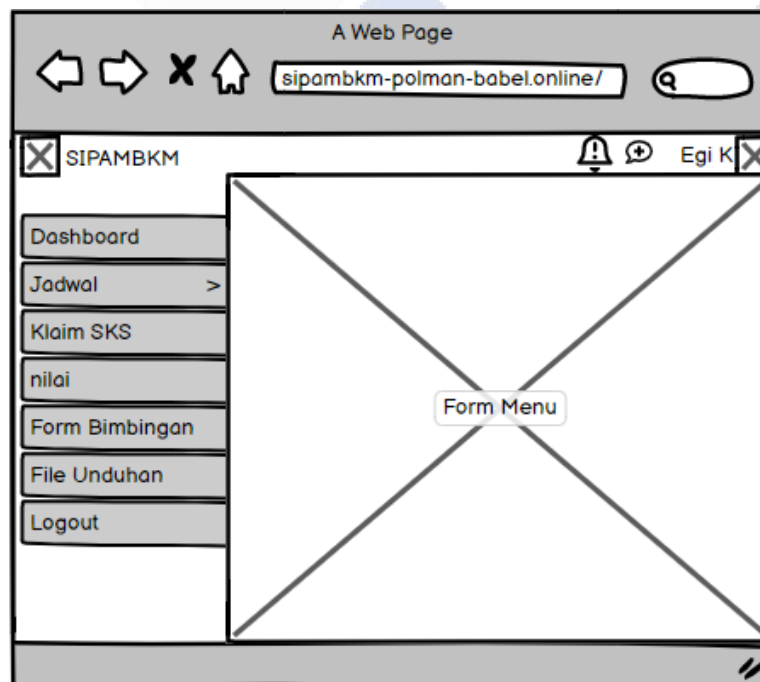 A Web Page
sipambkm-polman-babel.online/
SIPAMBKM
Egi K
Dashboard
Jadwal >
Klaim SKS
nilai
Form Bimbingan
File Unduhan
Logout
Form Menu